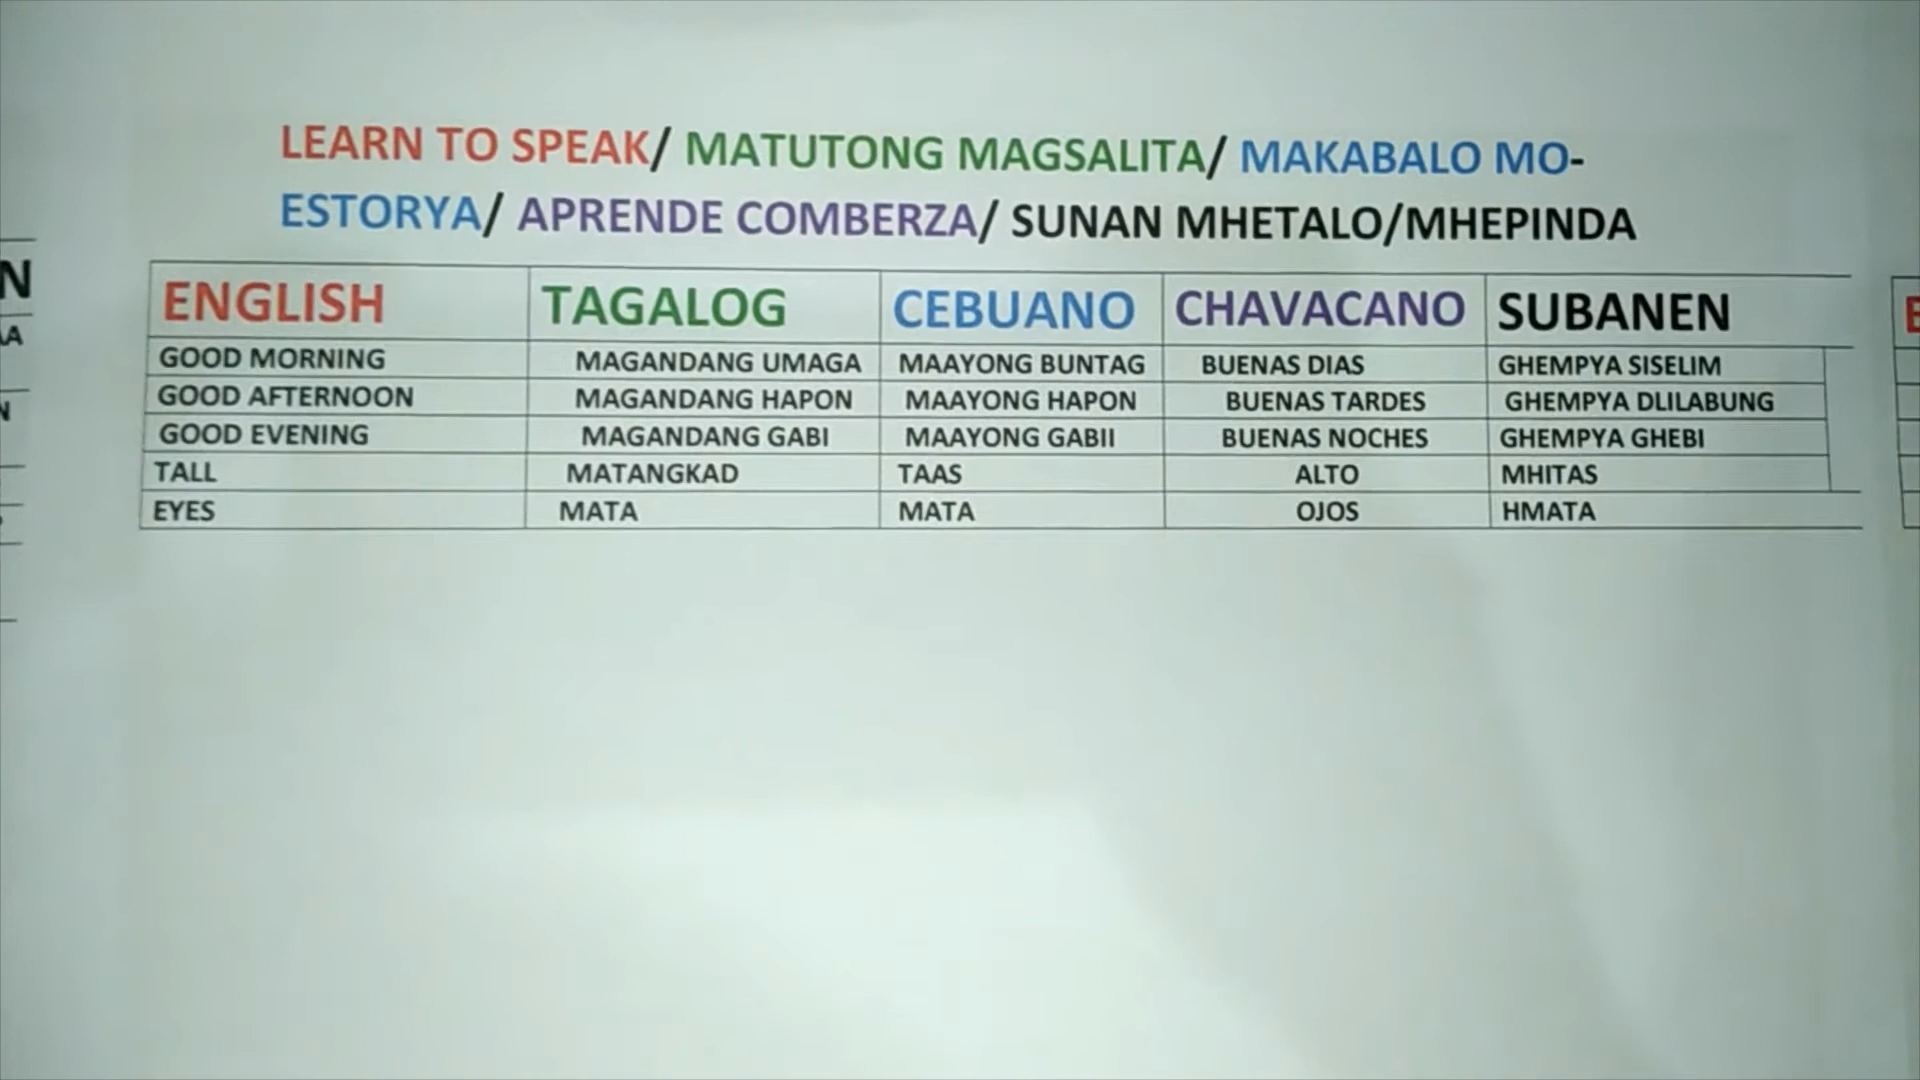 LEARN TO SPEAK/ MATUTONG MAGSALITA/ MAKABALO MO-
ESTORYA/ APRENDE COMBERZA/ SUNAN MHETALO/MHEPINDA
ENGLISH TAGALOG CEBUANO CHAVACANO SUBANEN
GOOD MORNING MAGANDANG UMAGA MAAYONG BUNTAG BUENAS DIAS GHEMPYA SISELIM
GOOD AFTERNOON MAGANDANG HAPON MAAYONG HAPON BUENAS TARDES GHEMPYA DLILABUNG
GOOD EVENING MAGANDANG GABI MAAYONG GABII BUENAS NOCHES GHEMPYA GHEBI
TALL MATANGKAD TAAS ALTO MHITAS
EYES MATA MATA OJOS HMATA